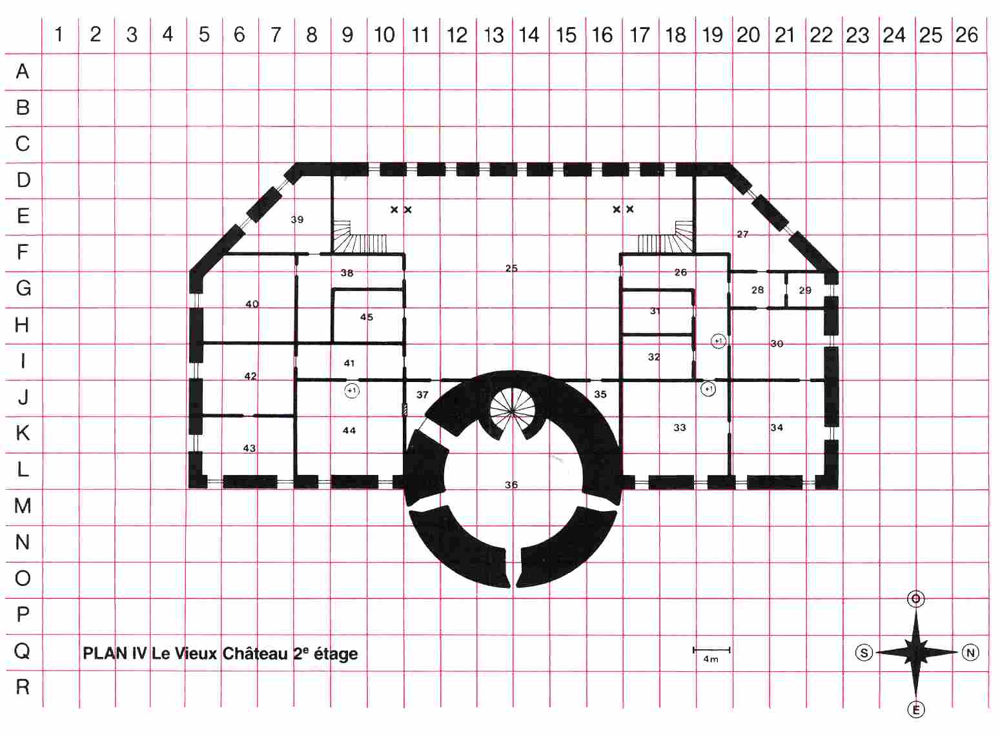 1 2 3 4 5 6 7 8 9 10 11 12 13 14 15 16 17 18 19 20 21 22 23 24 25 26
A
B
C
D
E
39
27
F
25
38 26
G
28 29
40
31
H
45
+1 30
I
32
41
42
J
+1 37 35 +1
K
44 33 34
43
L
36
M
N
O
O
P
Q
PLAN IV Le Vieux Château 2e étage
4m
S N
R
E